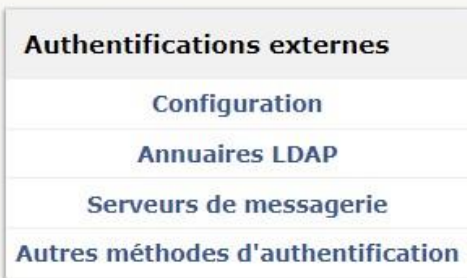 Authentifications externes
Configuration
Annuaires LDAP
Serveurs de messagerie
Autres méthodes d'authentification